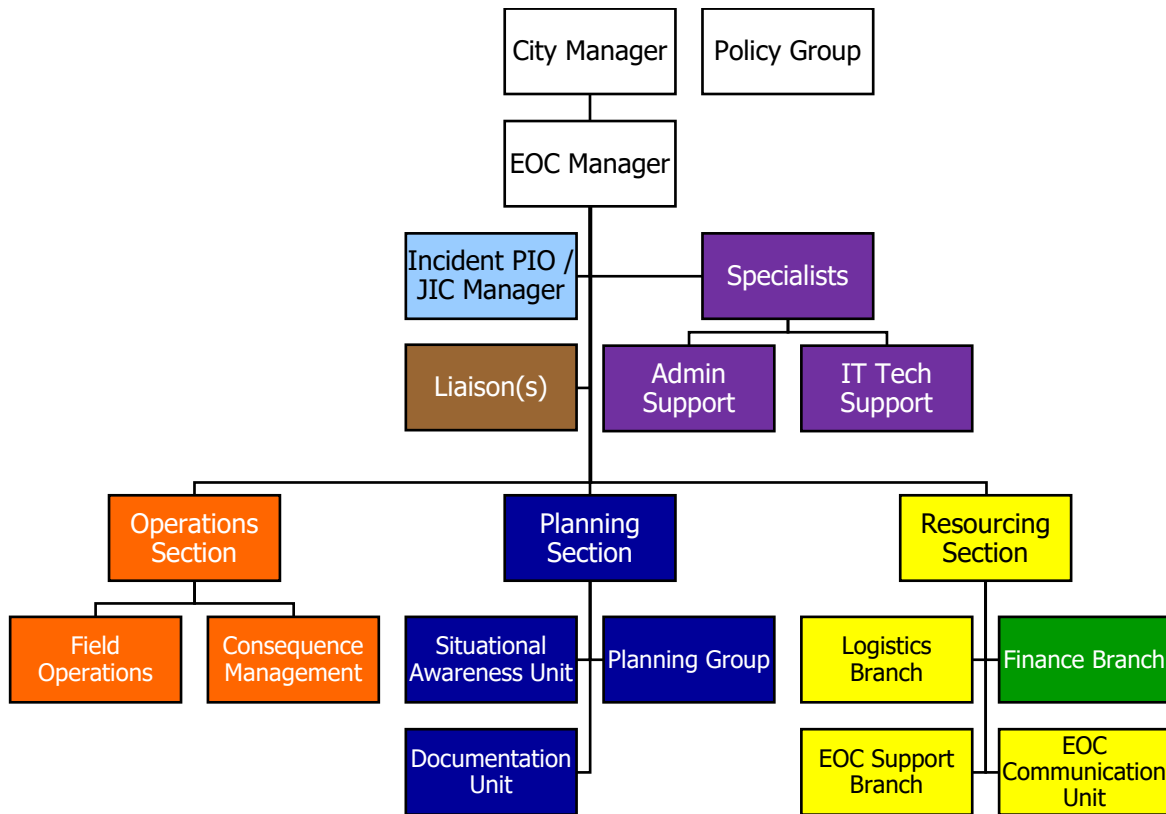 City Manager
Policy Group
EOC Manager
Incident PIO /
JIC Manager
Specialists
Liaison(s)
Admin
Support
IT Tech
Support
Operations
Section
Planning
Section
Resourcing
Section
Field
Operations
Consequence
Management
Situational
Awareness Unit
Planning Group
Logistics
Branch
Finance Branch
Documentation
Unit
EOC Support
Branch
EOC
Communication
Unit